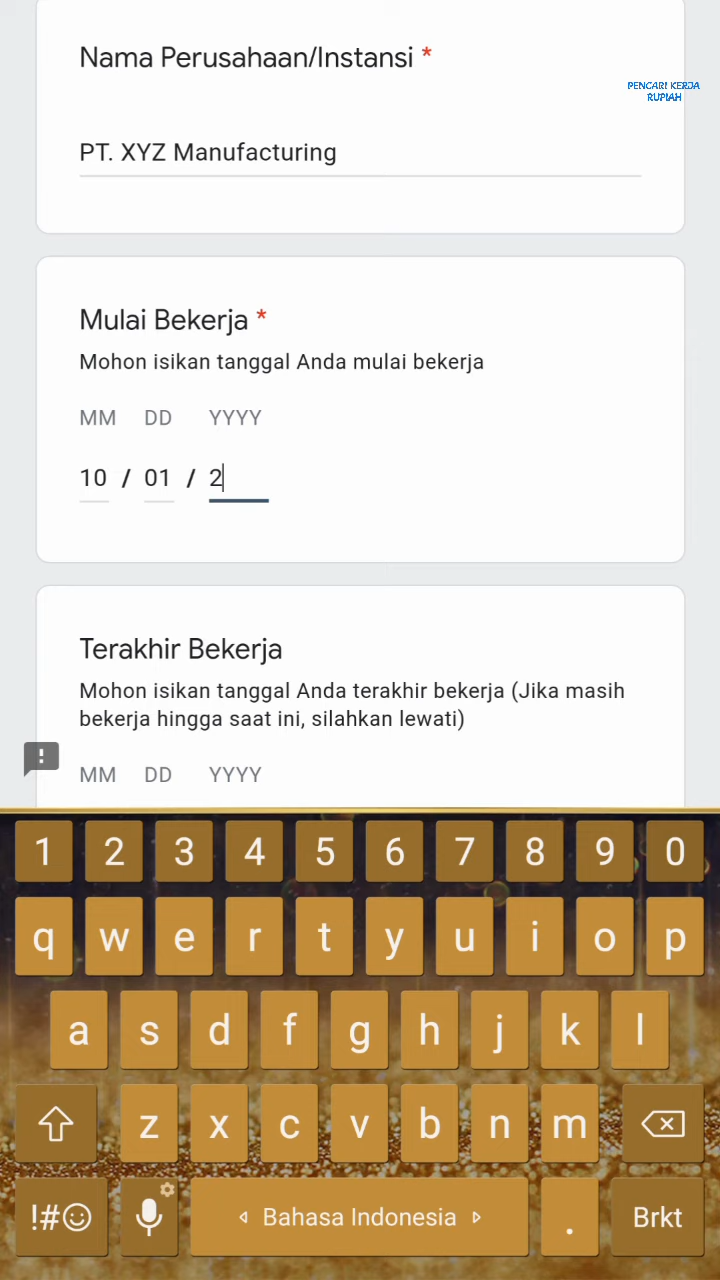 Nama Perusahaan/Instansi *
PENCARI KERJA
RUPIAH
PT. XYZ Manufacturing
Mulai Bekerja *
Mohon isikan tanggal Anda mulai bekerja
MM DD YYYY
10 / 01 / 2
Terakhir Bekerja
Mohon isikan tanggal Anda terakhir bekerja (Jika masih
bekerja hingga saat ini, silahkan lewati)
!
MM DD YYYY
1 2 3 4 5 6 7 8 9 0
q w e r t y u i o p
a s d f g h j k l
z x c v b n m
!#☺ Bahasa Indonesia . Brkt